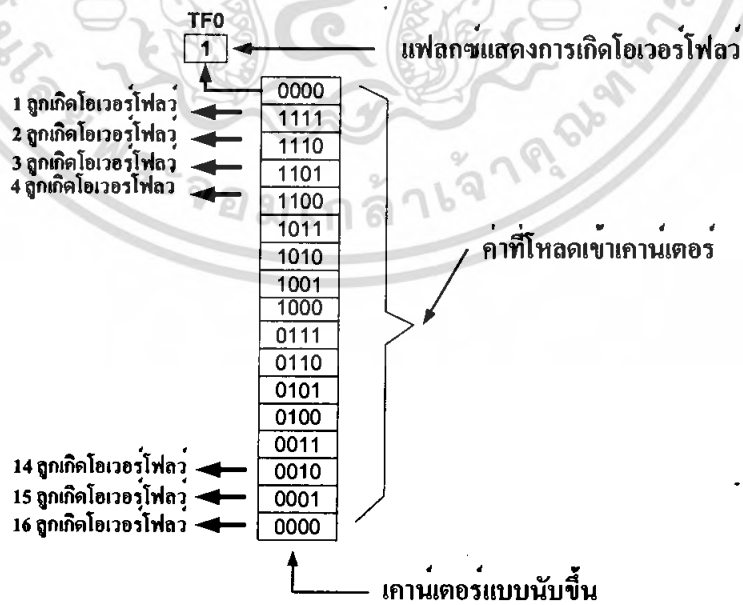 TF0
1
แฟลกซ์แสดงการเกิดโอเวอร์โฟลว์
0000
1 ลูกเกิดโอเวอร์โฟลว์
1111
2 ลูกเกิดโอเวอร์โฟลว์
1110
3 ลูกเกิดโอเวอร์โฟลว์
1101
4 ลูกเกิดโอเวอร์โฟลว์
1100
1011
ค่าที่โหลดเข้าเคาน์เตอร์
1010
1001
1000
0111
0110
0101
0100
0011
14 ลูกเกิดโอเวอร์โฟลว์
0010
15 ลูกเกิดโอเวอร์โฟลว์
0001
16 ลูกเกิดโอเวอร์โฟลว์
0000
เคาน์เตอร์แบบนับขึ้น